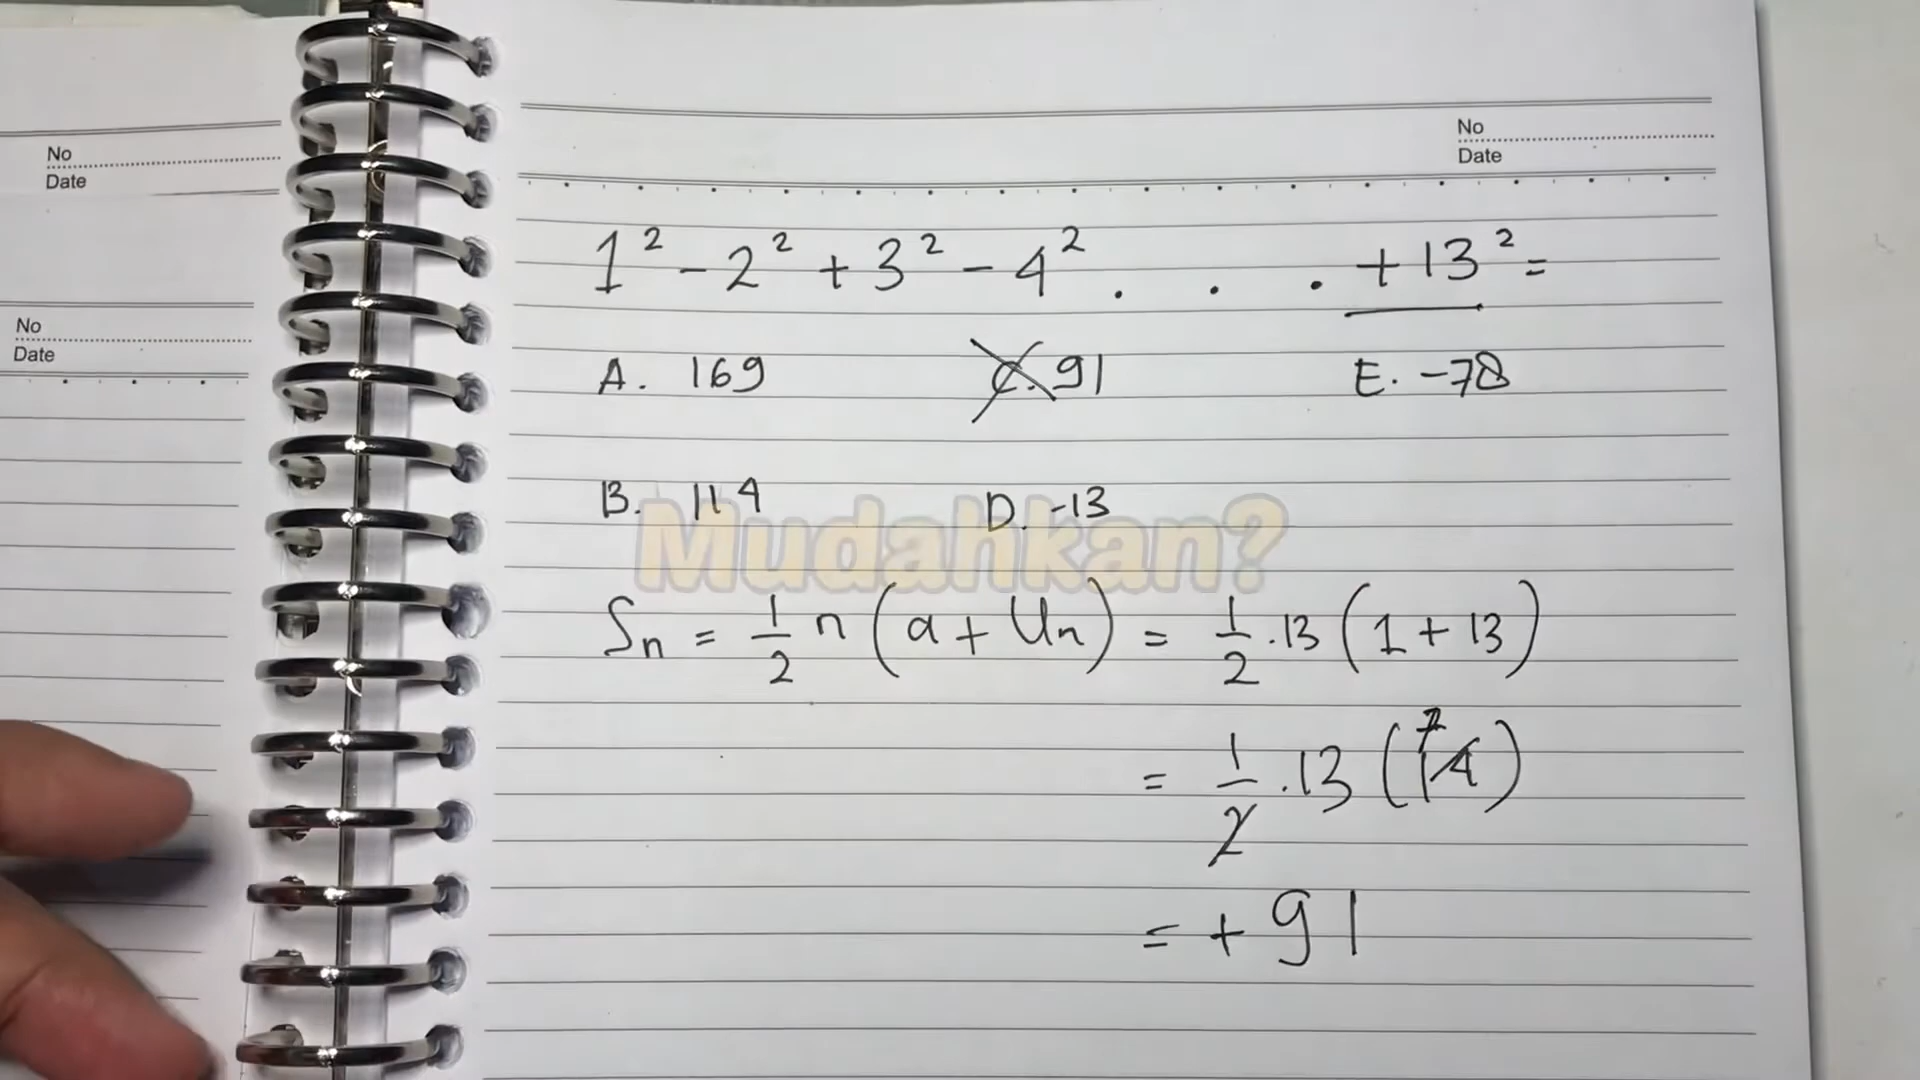 No
Date
No
Date
No
Date
1² - 2² + 3² - 4² . . . + 13² =
A. 169 C. 91 E. -78
B. 114 D. -13
Mudahkan?
Sn = 1/2 n (a + Un) = 1/2 . 13 (1 + 13)
= 1/2 . 13 (14) 7
= + 91